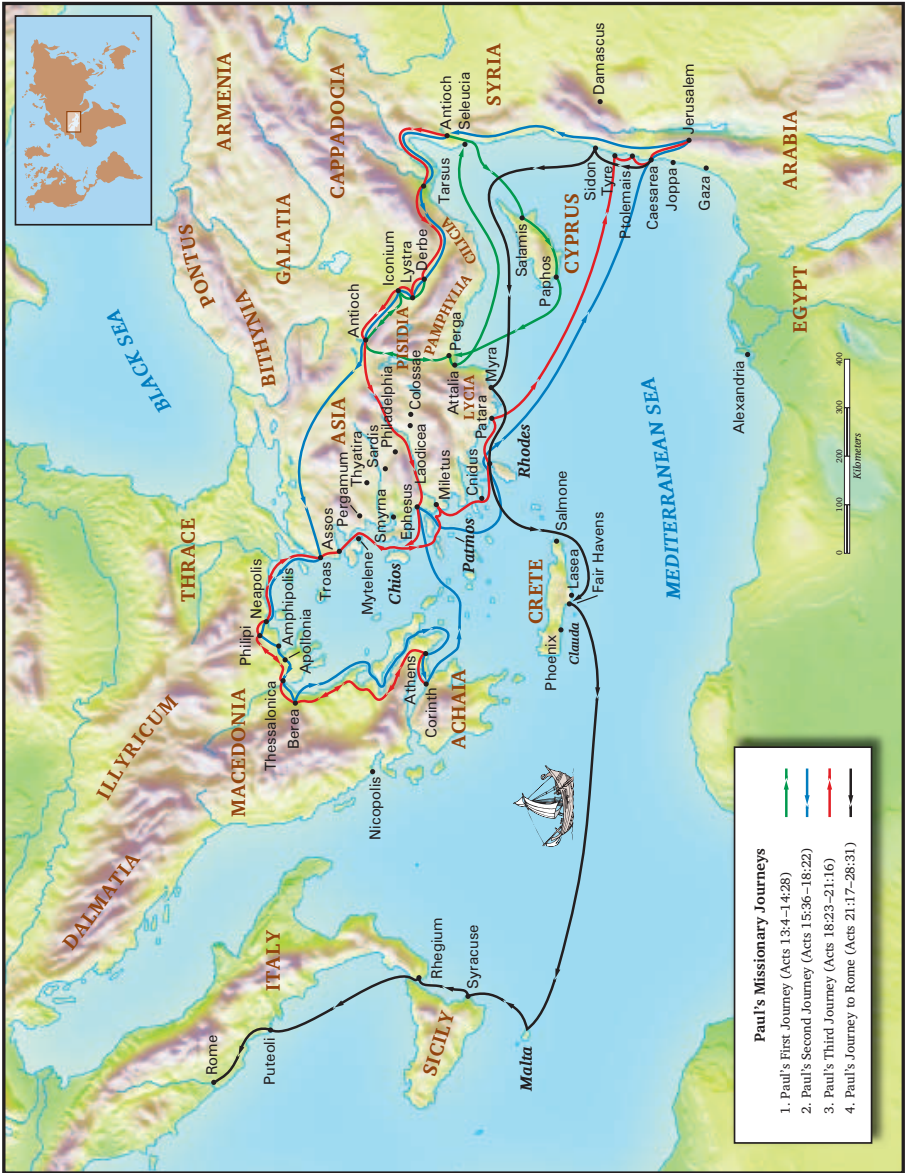 Paul's Missionary Journeys
1. Paul's First Journey (Acts 13:4–14:28)
2. Paul's Second Journey (Acts 15:36–18:22)
3. Paul's Third Journey (Acts 18:23–21:16)
4. Paul's Journey to Rome (Acts 21:17–28:31)
DALMATIA
ILLYRICUM
THRACE
BLACK SEA
PONTUS
ARMENIA
BITHYNIA
GALATIA
CAPPADOCIA
MACEDONIA
ITALY
Rome
Puteoli
Philipi
Neapolis
Amphipolis
Apollonia
Thessalonica
Berea
Nicopolis
Troas
Assos
Mytelene
Chios
ASIA
Pergamum
Thyatira
Sardis
Philadelphia
Smyrna
Ephesus
Laodicea
Colossae
Miletus
Antioch
PISIDIA
Iconium
Lystra
Derbe
CILICIA
Tarsus
Antioch
Seleucia
SYRIA
PAMPHYLIA
Perga
Attalia
LYCIA
Myra
Patara
Cnidus
Patmos
Rhodes
Athens
Corinth
ACHAIA
Rhegium
SICILY
Syracuse
Malta
CRETE
Salmone
Lasea
Fair Havens
Phoenix
Clauda
Salamis
Paphos
CYPRUS
Damascus
Sidon
Tyre
Ptolemais
Caesarea
Joppa
Jerusalem
Gaza
MEDITERRANEAN SEA
Alexandria
EGYPT
ARABIA
0 100 200 300 400
Kilometers